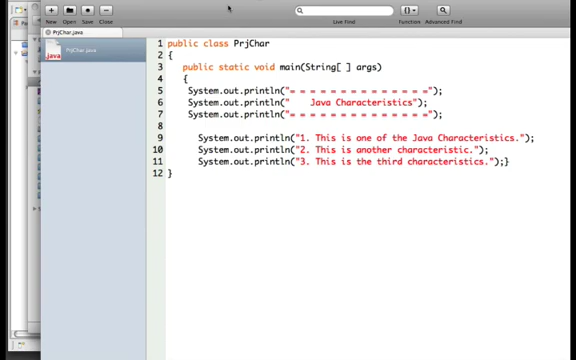 New Open Save Close Live Find Function Advanced Find
PrjChar.java
PrjChar.java
.java
1 public class PrjChar
2 {
3 public static void main(String[ ] args)
4 {
5 System.out.println("= = = = = = = = = = = = = =");
6 System.out.println(" Java Characteristics");
7 System.out.println("= = = = = = = = = = = = = =");
8
9 System.out.println("1. This is one of the Java Characteristics.");
10 System.out.println("2. This is another characteristic.");
11 System.out.println("3. This is the third characteristics.");}
12 }